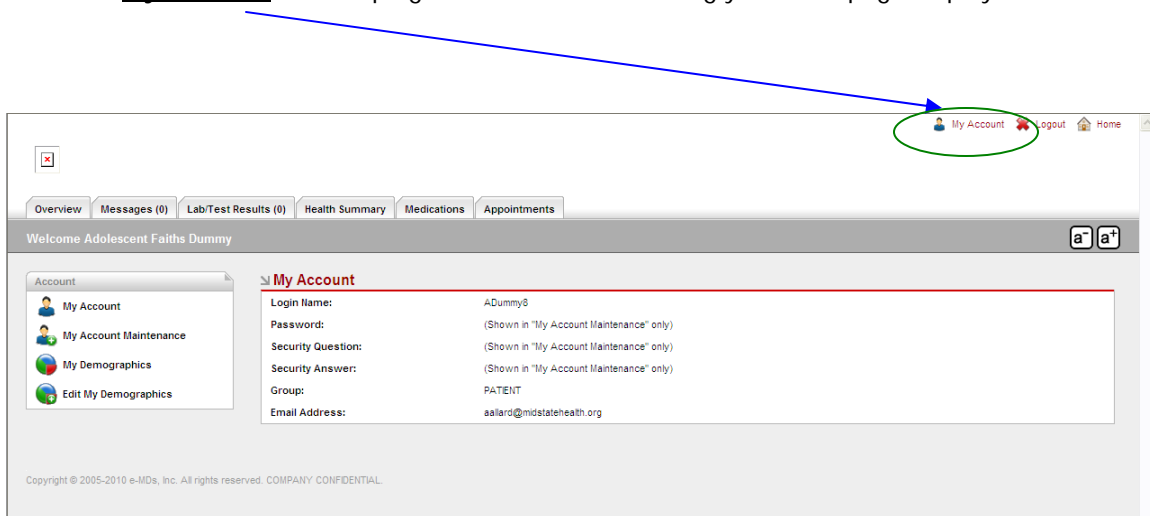 My Account Logout Home
Overview Messages (0) Lab/Test Results (0) Health Summary Medications Appointments
Welcome Adolescent Faiths Dummy
a- a+
Account
My Account
My Account Maintenance
My Demographics
Edit My Demographics
My Account
Login Name: ADummy8
Password: (Shown in "My Account Maintenance" only)
Security Question: (Shown in "My Account Maintenance" only)
Security Answer: (Shown in "My Account Maintenance" only)
Group: PATIENT
Email Address: aallard@midstatehealth.org
Copyright © 2005-2010 e-MDs, Inc. All rights reserved. COMPANY CONFIDENTIAL.